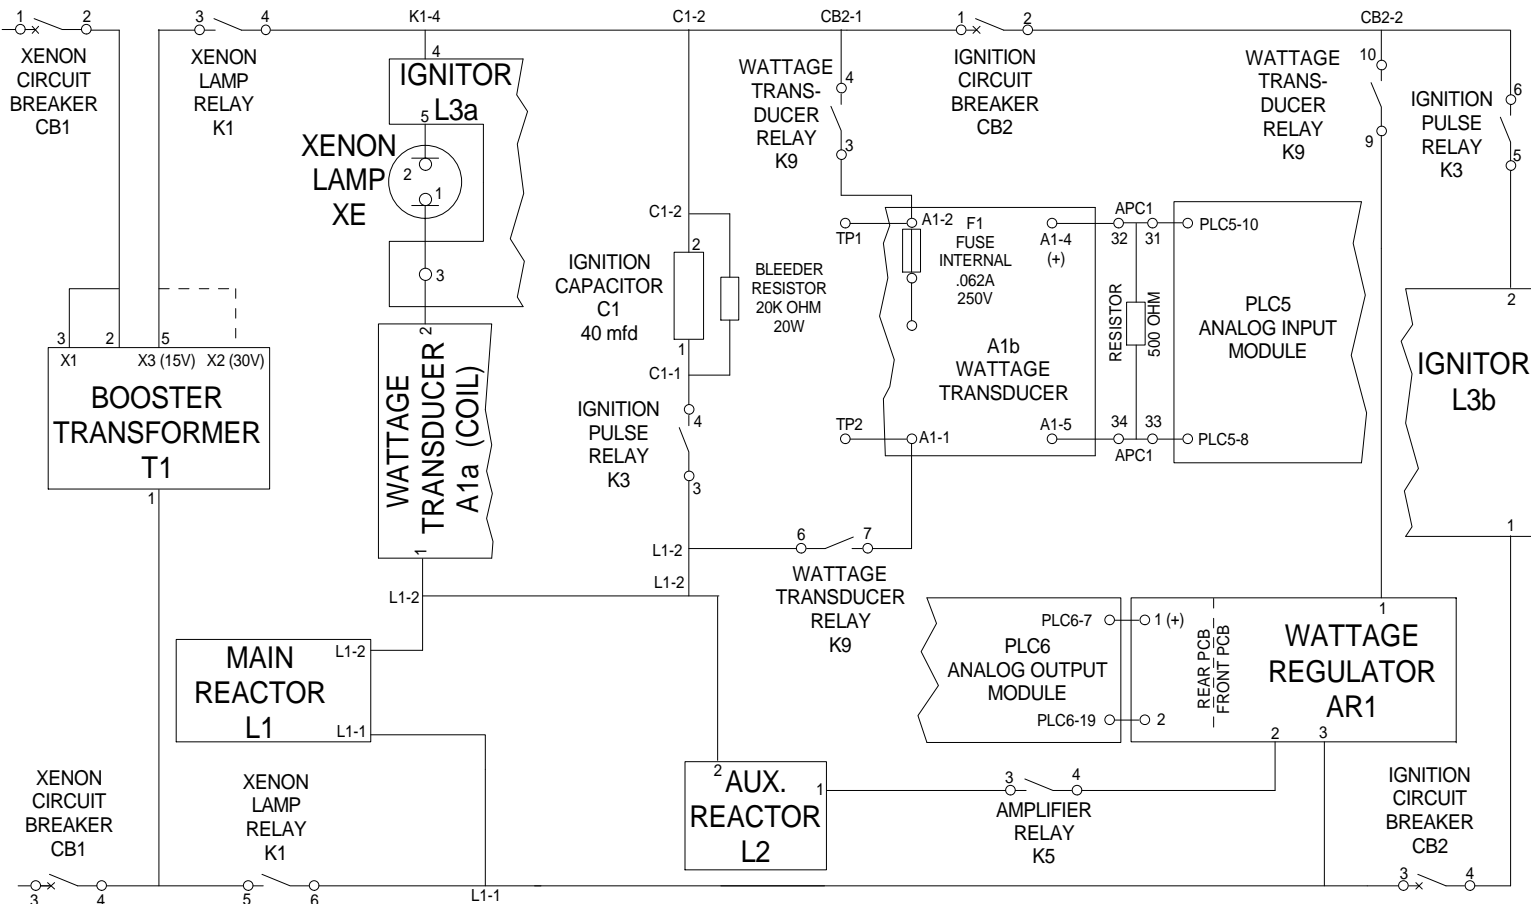 1
2
XENON
CIRCUIT
BREAKER
CB1
3
4
XENON
LAMP
RELAY
K1
K1-4
4
IGNITOR
L3a
5
XENON
LAMP
XE
2
1
3
C1-2
CB2-1
WATTAGE
TRANS-
DUCER
RELAY
K9
4
3
1
2
IGNITION
CIRCUIT
BREAKER
CB2
CB2-2
WATTAGE
TRANS-
DUCER
RELAY
K9
10
9
IGNITION
PULSE
RELAY
K3
6
5
C1-2
2
IGNITION
CAPACITOR
C1
40 mfd
1
C1-1
BLEEDER
RESISTOR
20K OHM
20W
TP1
A1-2
F1
FUSE
INTERNAL
.062A
250V
A1-4
(+)
APC1
32
31
PLC5-10
RESISTOR
500 OHM
PLC5
ANALOG INPUT
MODULE
A1b
WATTAGE
TRANSDUCER
TP2
A1-1
A1-5
34
33
APC1
PLC5-8
2
IGNITOR
L3b
1
3
2
5
X1
X3 (15V)
X2 (30V)
BOOSTER
TRANSFORMER
T1
1
2
WATTAGE
TRANSDUCER
A1a (COIL)
1
IGNITION
PULSE
RELAY
K3
4
3
L1-2
L1-2
6
7
WATTAGE
TRANSDUCER
RELAY
K9
L1-2
MAIN
REACTOR
L1
L1-2
L1-1
PLC6-7
1 (+)
PLC6
ANALOG OUTPUT
MODULE
PLC6-19
2
REAR PCB
FRONT PCB
1
WATTAGE
REGULATOR
AR1
2
3
2
AUX.
REACTOR
L2
1
3
4
AMPLIFIER
RELAY
K5
XENON
CIRCUIT
BREAKER
CB1
3
4
XENON
LAMP
RELAY
K1
5
6
L1-1
IGNITION
CIRCUIT
BREAKER
CB2
3
4